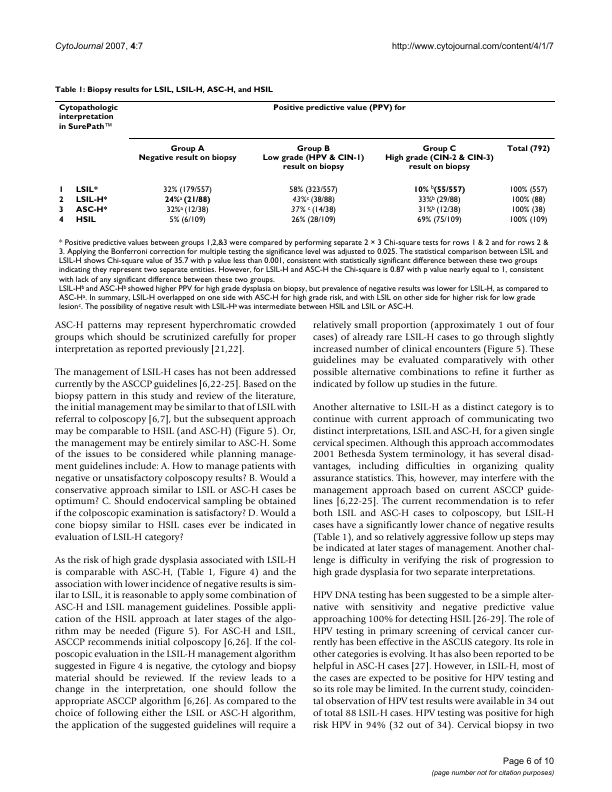 CytoJournal 2007, 4:7
http://www.cytojournal.com/content/4/1/7
Table 1: Biopsy results for LSIL, LSIL-H, ASC-H, and HSIL
Cytopathologic interpretation in SurePath™
Positive predictive value (PPV) for
Group A Negative result on biopsy
Group B Low grade (HPV & CIN-1) result on biopsy
Group C High grade (CIN-2 & CIN-3) result on biopsy
Total (792)
1 LSIL* 32% (179/557) 58% (323/557) 10% b(55/557) 100% (557)
2 LSIL-H* 24%a (21/88) 43%c (38/88) 33%b (29/88) 100% (88)
3 ASC-H* 32%a (12/38) 37% c (14/38) 31%b (12/38) 100% (38)
4 HSIL 5% (6/109) 26% (28/109) 69% (75/109) 100% (109)
* Positive predictive values between groups 1,2,&3 were compared by performing separate 2 × 3 Chi-square tests for rows 1 & 2 and for rows 2 &
3. Applying the Bonferroni correction for multiple testing the significance level was adjusted to 0.025. The statistical comparison between LSIL and
LSIL-H shows Chi-square value of 35.7 with p value less than 0.001, consistent with statistically significant difference between these two groups
indicating they represent two separate entities. However, for LSIL-H and ASC-H the Chi-square is 0.87 with p value nearly equal to 1, consistent
with lack of any significant difference between these two groups.
LSIL-Hb and ASC-Hb showed higher PPV for high grade dysplasia on biopsy, but prevalence of negative results was lower for LSIL-H, as compared to
ASC-Ha. In summary, LSIL-H overlapped on one side with ASC-H for high grade risk, and with LSIL on other side for higher risk for low grade
lesionc. The possibility of negative result with LSIL-Ha was intermediate between HSIL and LSIL or ASC-H.
ASC-H patterns may represent hyperchromatic crowded
groups which should be scrutinized carefully for proper
interpretation as reported previously [21,22].
The management of LSIL-H cases has not been addressed
currently by the ASCCP guidelines [6,22-25]. Based on the
biopsy pattern in this study and review of the literature,
the initial management may be similar to that of LSIL with
referral to colposcopy [6,7], but the subsequent approach
may be comparable to HSIL (and ASC-H) (Figure 5). Or,
the management may be entirely similar to ASC-H. Some
of the issues to be considered while planning manage-
ment guidelines include: A. How to manage patients with
negative or unsatisfactory colposcopy results? B. Would a
conservative approach similar to LSIL or ASC-H cases be
optimum? C. Should endocervical sampling be obtained
if the colposcopic examination is satisfactory? D. Would a
cone biopsy similar to HSIL cases ever be indicated in
evaluation of LSIL-H category?
As the risk of high grade dysplasia associated with LSIL-H
is comparable with ASC-H, (Table 1, Figure 4) and the
association with lower incidence of negative results is sim-
ilar to LSIL, it is reasonable to apply some combination of
ASC-H and LSIL management guidelines. Possible appli-
cation of the HSIL approach at later stages of the algo-
rithm may be needed (Figure 5). For ASC-H and LSIL,
ASCCP recommends initial colposcopy [6,26]. If the col-
poscopic evaluation in the LSIL-H management algorithm
suggested in Figure 4 is negative, the cytology and biopsy
material should be reviewed. If the review leads to a
change in the interpretation, one should follow the
appropriate ASCCP algorithm [6,26]. As compared to the
choice of following either the LSIL or ASC-H algorithm,
the application of the suggested guidelines will require a
relatively small proportion (approximately 1 out of four
cases) of already rare LSIL-H cases to go through slightly
increased number of clinical encounters (Figure 5). These
guidelines may be evaluated comparatively with other
possible alternative combinations to refine it further as
indicated by follow up studies in the future.
Another alternative to LSIL-H as a distinct category is to
continue with current approach of communicating two
distinct interpretations, LSIL and ASC-H, for a given single
cervical specimen. Although this approach accommodates
2001 Bethesda System terminology, it has several disad-
vantages, including difficulties in organizing quality
assurance statistics. This, however, may interfere with the
management approach based on current ASCCP guide-
lines [6,22-25]. The current recommendation is to refer
both LSIL and ASC-H cases to colposcopy, but LSIL-H
cases have a significantly lower chance of negative results
(Table 1), and so relatively aggressive follow up steps may
be indicated at later stages of management. Another chal-
lenge is difficulty in verifying the risk of progression to
high grade dysplasia for two separate interpretations.
HPV DNA testing has been suggested to be a simple alter-
native with sensitivity and negative predictive value
approaching 100% for detecting HSIL [26-29]. The role of
HPV testing in primary screening of cervical cancer cur-
rently has been effective in the ASCUS category. Its role in
other categories is evolving. It has also been reported to be
helpful in ASC-H cases [27]. However, in LSIL-H, most of
the cases are expected to be positive for HPV testing and
so its role may be limited. In the current study, coinciden-
tal observation of HPV test results were available in 34 out
of total 88 LSIL-H cases. HPV testing was positive for high
risk HPV in 94% (32 out of 34). Cervical biopsy in two
Page 6 of 10
(page number not for citation purposes)